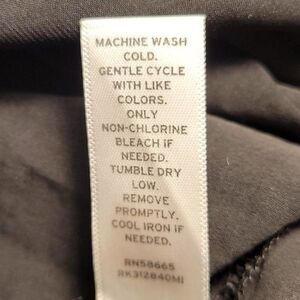 MACHINE WASH
COLD.
GENTLE CYCLE
WITH LIKE
COLORS.
ONLY
NON-CHLORINE
BLEACH IF
NEEDED.
TUMBLE DRY
LOW.
REMOVE
PROMPTLY.
COOL IRON IF
NEEDED.
RN58665
RK312840MI